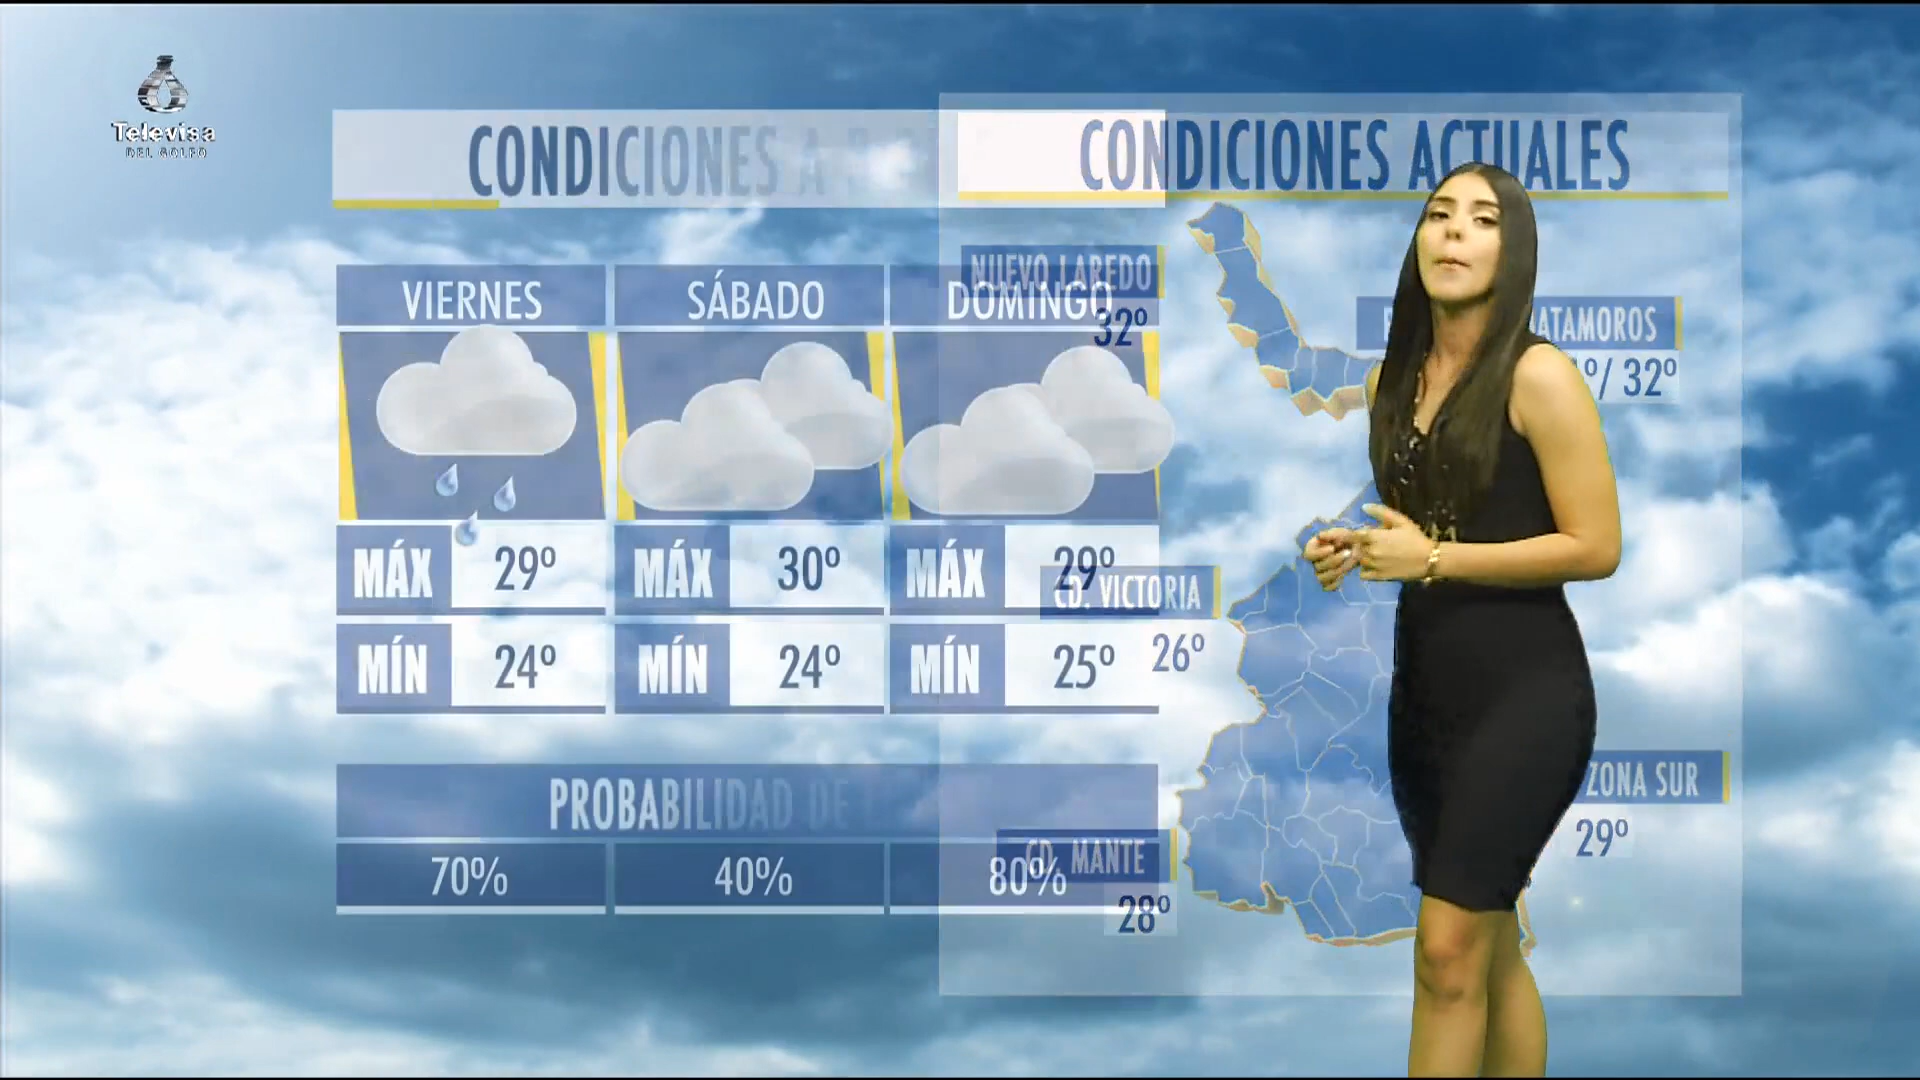 Televisa
DEL GOLFO
CONDICIONES A
CONDICIONES ACTUALES
VIERNES
SÁBADO
DOMINGO
MÁX 29º
MÁX 30º
MÁX 29º
MÍN 24º
MÍN 24º
MÍN 25º
PROBABILIDAD DE
70%
40%
80%
NUEVO LAREDO
32º
ATAMOROS
º/ 32º
CD. VICTORIA
26º
ZONA SUR
29º
CD. MANTE
28º